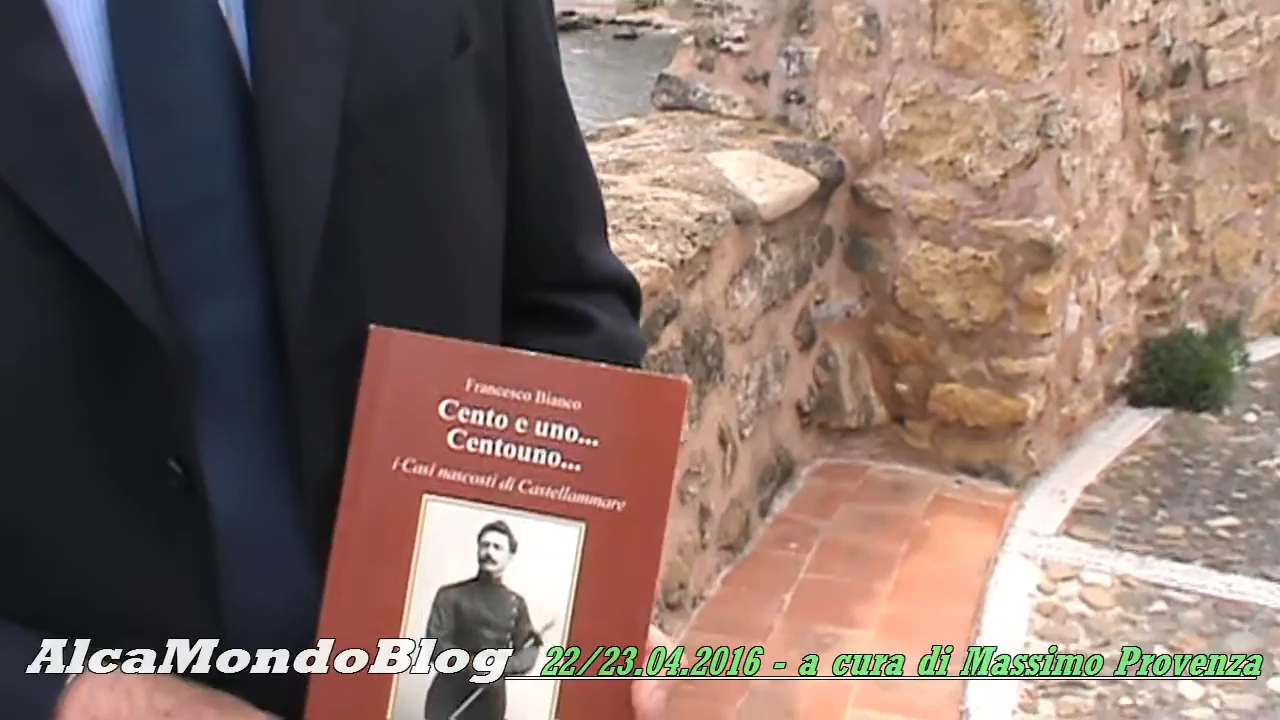 Francesco Bianco
Cento e uno...
Centouno...
i Casi nascosti di Castellammare
AlcaMondoBlog 22/23.04.2016 - a cura di Massimo Provenza